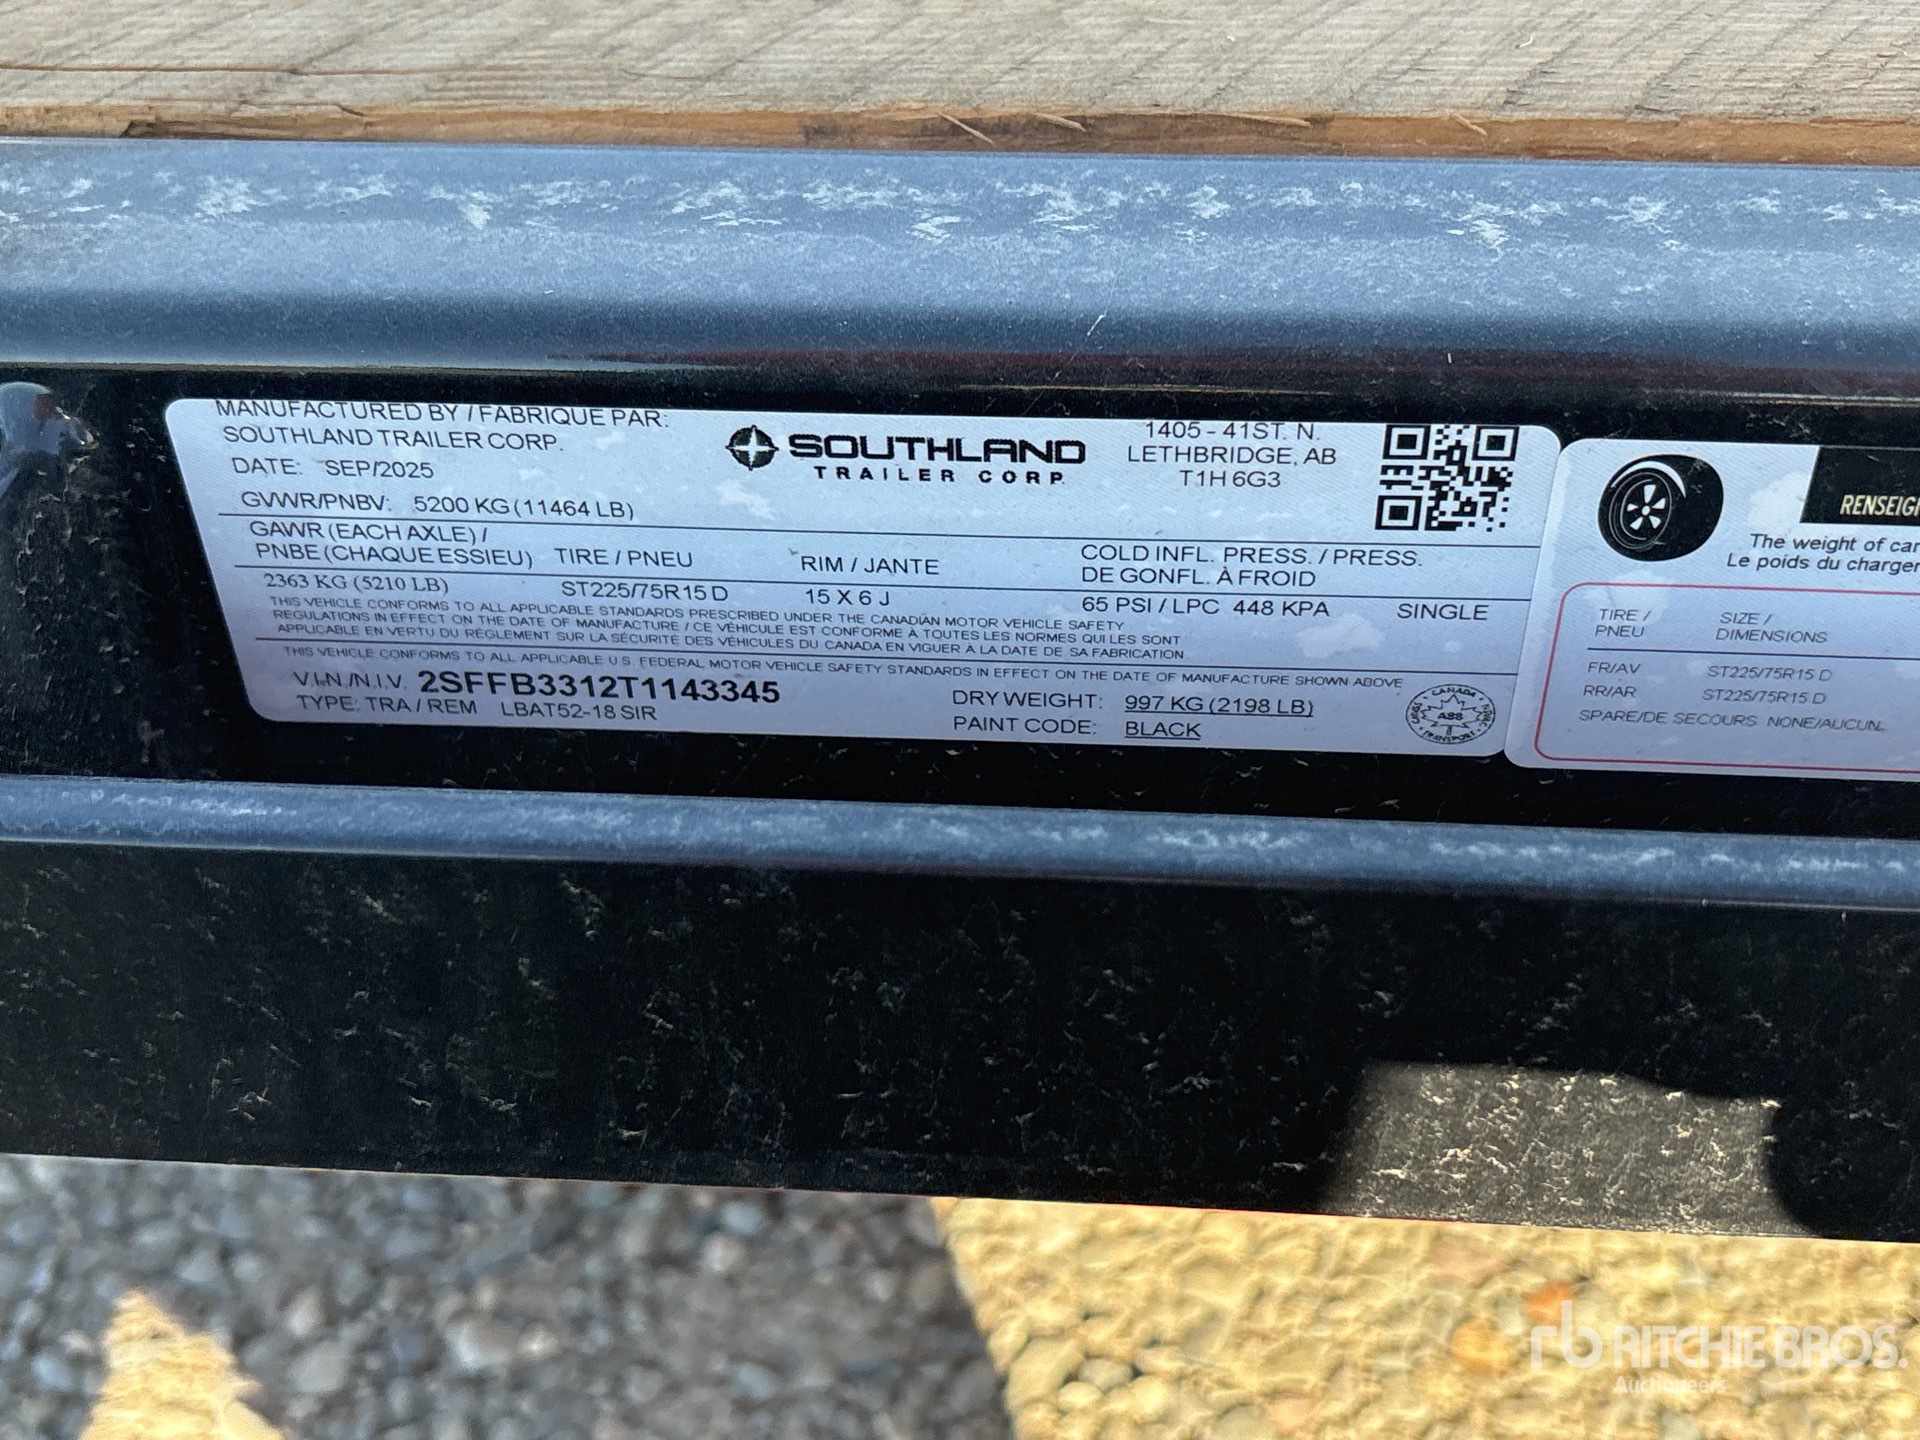 MANUFACTURED BY / FABRIQUE PAR:
SOUTHLAND TRAILER CORP.
DATE: SEP/2025
GVWR/PNBV: 5200 KG (11464 LB)
SOUTHLAND
TRAILER CORP
1405 - 41ST. N.
LETHBRIDGE, AB
T1H 6G3
GAWR (EACH AXLE) /
PNBE (CHAQUE ESSIEU) TIRE / PNEU RIM / JANTE
COLD INFL. PRESS. / PRESS.
DE GONFL. À FROID
2363 KG (5210 LB) ST225/75R15 D 15 X 6 J 65 PSI / LPC 448 KPA SINGLE
THIS VEHICLE CONFORMS TO ALL APPLICABLE STANDARDS PRESCRIBED UNDER THE CANADIAN MOTOR VEHICLE SAFETY
REGULATIONS IN EFFECT ON THE DATE OF MANUFACTURE / CE VÉHICULE EST CONFORME À TOUTES LES NORMES QUI LES SONT
APPLICABLE EN VERTU DU RÉGLEMENT SUR LA SÉCURITÉ DES VÉHICULES DU CANADA EN VIGUER À LA DATE DE SA FABRICATION
THIS VEHICLE CONFORMS TO ALL APPLICABLE U.S. FEDERAL MOTOR VEHICLE SAFETY STANDARDS IN EFFECT ON THE DATE OF MANUFACTURE SHOWN ABOVE
V.I.N./N.I.V. 2SFFB3312T1143345
TYPE: TRA / REM LBAT52-18 SIR
DRY WEIGHT: 997 KG (2198 LB)
PAINT CODE: BLACK
CANADA
ASS
TRANSPORT
RENSEIG
The weight of car
Le poids du charger
TIRE / SIZE /
PNEU DIMENSIONS
FR/AV ST225/75R15 D
RR/AR ST225/75R15 D
SPARE/DE SECOURS NONE/AUCUN
rb RITCHIE BROS.
Auctioneers